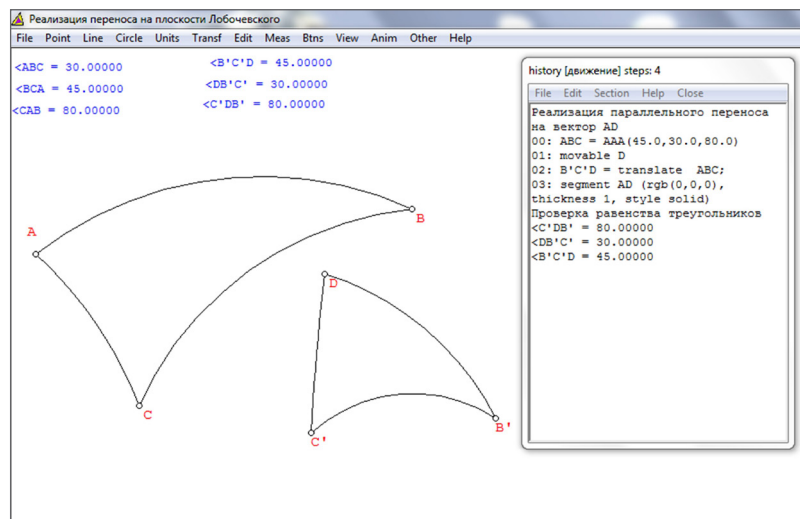 Реализация переноса на плоскости Лобочевского
File Point Line Circle Units Transf Edit Meas Btns View Anim Other Help
<ABC = 30.00000
<BCA = 45.00000
<CAB = 80.00000
<B'C'D = 45.00000
<DB'C' = 30.00000
<C'DB' = 80.00000
A
B
C
D
C'
B'
history [движение] steps: 4
File Edit Section Help Close
Реализация параллельного переноса
на вектор AD
00: ABC = AAA(45.0,30.0,80.0)
01: movable D
02: B'C'D = translate ABC;
03: segment AD (rgb(0,0,0),
thickness 1, style solid)
Проверка равенства треугольников
<C'DB' = 80.00000
<DB'C' = 30.00000
<B'C'D = 45.00000